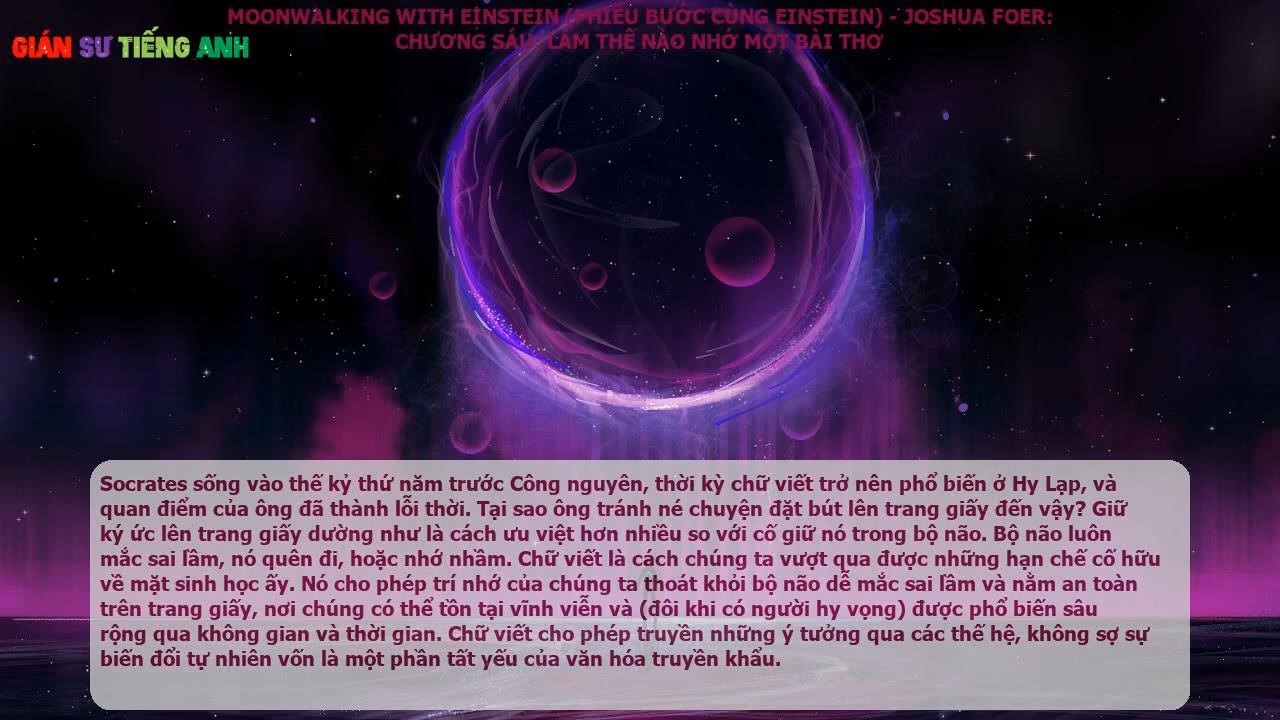 MOONWALKING WITH EINSTEIN (PHIÊU BƯỚC CÙNG EINSTEIN) - JOSHUA FOER:
CHƯƠNG SÁU: LÀM THẾ NÀO NHỚ MỘT BÀI THƠ
GIÁN SƯ TIẾNG ANH
Socrates sống vào thế kỷ thứ năm trước Công nguyên, thời kỳ chữ viết trở nên phổ biến ở Hy Lạp, và
quan điểm của ông đã thành lỗi thời. Tại sao ông tránh né chuyện đặt bút lên trang giấy đến vậy? Giữ
ký ức lên trang giấy dường như là cách ưu việt hơn nhiều so với cố giữ nó trong bộ não. Bộ não luôn
mắc sai lầm, nó quên đi, hoặc nhớ nhầm. Chữ viết là cách chúng ta vượt qua được những hạn chế cố hữu
về mặt sinh học ấy. Nó cho phép trí nhớ của chúng ta thoát khỏi bộ não dễ mắc sai lầm và nằm an toàn
trên trang giấy, nơi chúng có thể tồn tại vĩnh viễn và (đôi khi có người hy vọng) được phổ biến sâu
rộng qua không gian và thời gian. Chữ viết cho phép truyền những ý tưởng qua các thế hệ, không sợ sự
biến đổi tự nhiên vốn là một phần tất yếu của văn hóa truyền khẩu.